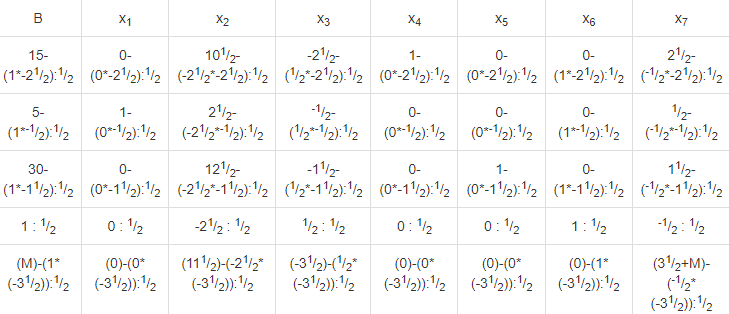 B x₁ x₂ x₃ x₄ x₅ x₆ x₇
15- 0- 10¹/₂- -2¹/₂- 1- 0- 0- 2¹/₂-
(1*-2¹/₂):¹/₂ (0*-2¹/₂):¹/₂ (-2¹/₂*-2¹/₂):¹/₂ (¹/₂*-2¹/₂):¹/₂ (0*-2¹/₂):¹/₂ (0*-2¹/₂):¹/₂ (1*-2¹/₂):¹/₂ (-¹/₂*-2¹/₂):¹/₂
5- 1- 2¹/₂- -¹/₂- 0- 0- 0- ¹/₂-
(1*-¹/₂):¹/₂ (0*-¹/₂):¹/₂ (-2¹/₂*-¹/₂):¹/₂ (¹/₂*-¹/₂):¹/₂ (0*-¹/₂):¹/₂ (0*-¹/₂):¹/₂ (1*-¹/₂):¹/₂ (-¹/₂*-¹/₂):¹/₂
30- 0- 12¹/₂- -1¹/₂- 0- 1- 0- 1¹/₂-
(1*-1¹/₂):¹/₂ (0*-1¹/₂):¹/₂ (-2¹/₂*-1¹/₂):¹/₂ (¹/₂*-1¹/₂):¹/₂ (0*-1¹/₂):¹/₂ (0*-1¹/₂):¹/₂ (1*-1¹/₂):¹/₂ (-¹/₂*-1¹/₂):¹/₂
1 : ¹/₂ 0 : ¹/₂ -2¹/₂ : ¹/₂ ¹/₂ : ¹/₂ 0 : ¹/₂ 0 : ¹/₂ 1 : ¹/₂ -¹/₂ : ¹/₂
(M)-(1* (0)-(0* (11¹/₂)-(-2¹/₂* (-3¹/₂)-(¹/₂* (0)-(0* (0)-(0* (0)-(1* (3¹/₂+M)-
(-3¹/₂)):¹/₂ (-3¹/₂)):¹/₂ (-3¹/₂)):¹/₂ (-3¹/₂)):¹/₂ (-3¹/₂)):¹/₂ (-3¹/₂)):¹/₂ (-3¹/₂)):¹/₂ (-¹/₂*
(-3¹/₂)):¹/₂